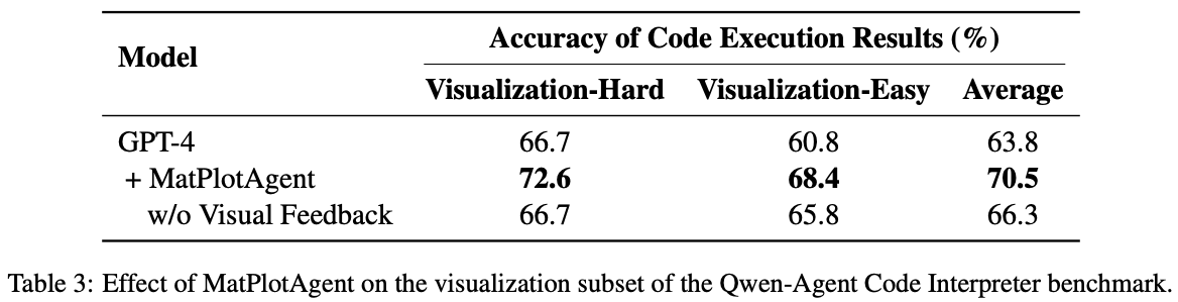 Model Accuracy of Code Execution Results (%)
Visualization-Hard Visualization-Easy Average
GPT-4 66.7 60.8 63.8
+ MatPlotAgent 72.6 68.4 70.5
w/o Visual Feedback 66.7 65.8 66.3
Table 3: Effect of MatPlotAgent on the visualization subset of the Qwen-Agent Code Interpreter benchmark.